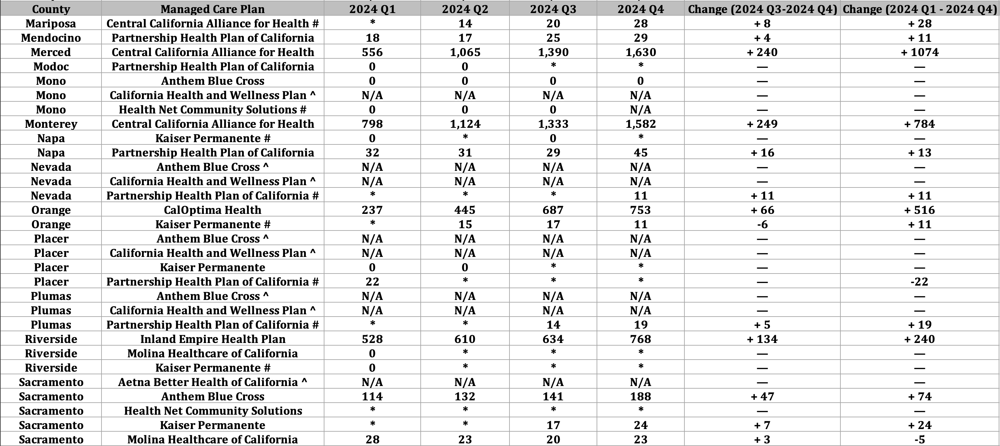 County Managed Care Plan 2024 Q1 2024 Q2 2024 Q3 2024 Q4 Change (2024 Q3-2024 Q4) Change (2024 Q1 - 2024 Q4)
Mariposa Central California Alliance for Health # * 14 20 28 + 8 + 28
Mendocino Partnership Health Plan of California 18 17 25 29 + 4 + 11
Merced Central California Alliance for Health 556 1,065 1,390 1,630 + 240 + 1074
Modoc Partnership Health Plan of California 0 0 * * — —
Mono Anthem Blue Cross 0 0 0 0 — —
Mono California Health and Wellness Plan ^ N/A N/A N/A N/A — —
Mono Health Net Community Solutions # 0 0 0 N/A — —
Monterey Central California Alliance for Health 798 1,124 1,333 1,582 + 249 + 784
Napa Kaiser Permanente # 0 * 0 * — —
Napa Partnership Health Plan of California 32 31 29 45 + 16 + 13
Nevada Anthem Blue Cross ^ N/A N/A N/A N/A — —
Nevada California Health and Wellness Plan ^ N/A N/A N/A N/A — —
Nevada Partnership Health Plan of California # * * * 11 + 11 + 11
Orange CalOptima Health 237 445 687 753 + 66 + 516
Orange Kaiser Permanente # * 15 17 11 -6 + 11
Placer Anthem Blue Cross ^ N/A N/A N/A N/A — —
Placer California Health and Wellness Plan ^ N/A N/A N/A N/A — —
Placer Kaiser Permanente 0 0 * * — —
Placer Partnership Health Plan of California # 22 * * * — -22
Plumas Anthem Blue Cross ^ N/A N/A N/A N/A — —
Plumas California Health and Wellness Plan ^ N/A N/A N/A N/A — —
Plumas Partnership Health Plan of California # * * 14 19 + 5 + 19
Riverside Inland Empire Health Plan 528 610 634 768 + 134 + 240
Riverside Molina Healthcare of California 0 * * * — —
Riverside Kaiser Permanente # 0 * * * — —
Sacramento Aetna Better Health of California ^ N/A N/A N/A N/A — —
Sacramento Anthem Blue Cross 114 132 141 188 + 47 + 74
Sacramento Health Net Community Solutions * * * * — —
Sacramento Kaiser Permanente * * 17 24 + 7 + 24
Sacramento Molina Healthcare of California 28 23 20 23 + 3 -5